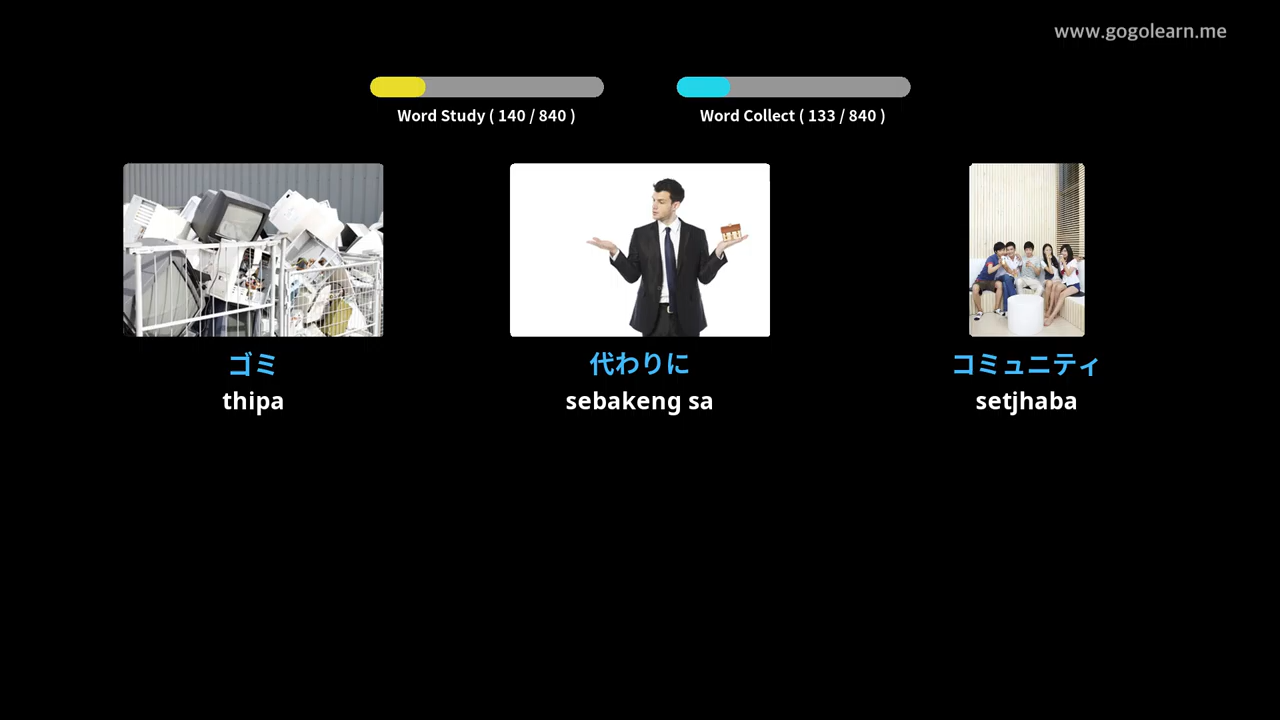 www.gogolearn.me
Word Study ( 140 / 840 )
Word Collect ( 133 / 840 )
ゴミ
代わりに
コミュニティ
thipa
sebakeng sa
setjhaba